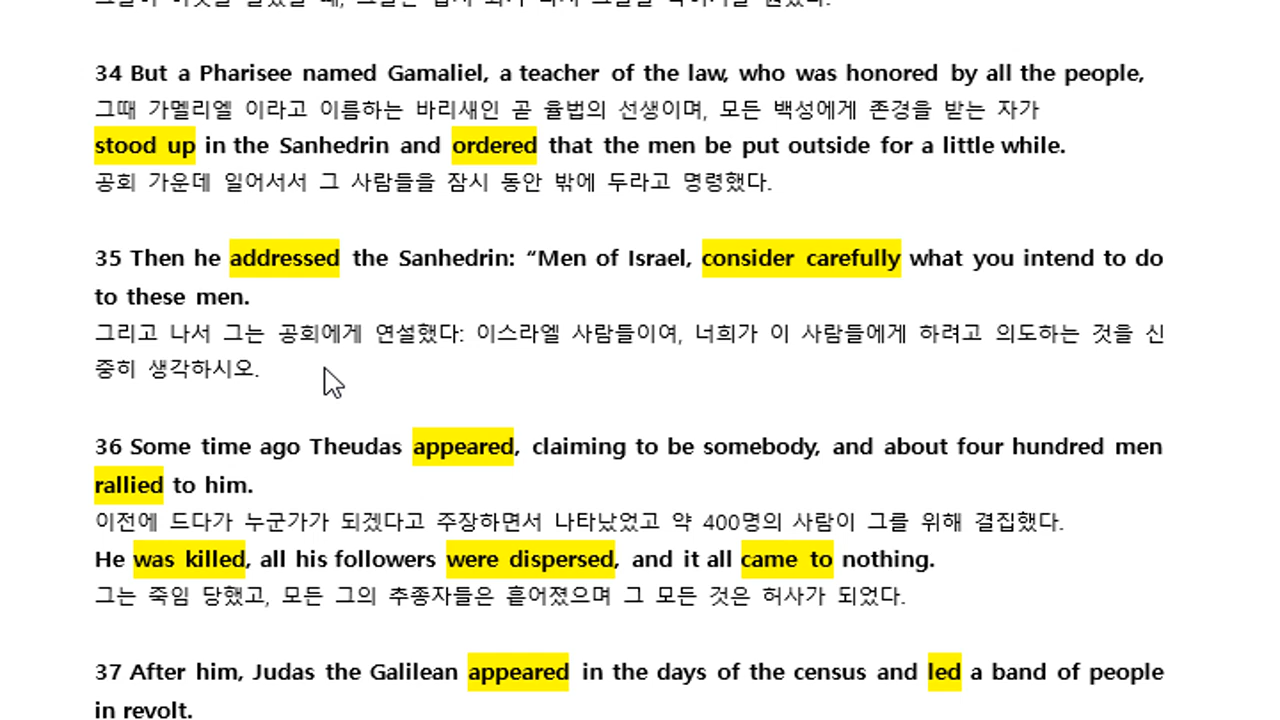 34 But a Pharisee named Gamaliel, a teacher of the law, who was honored by all the people,
그때 가멜리엘 이라고 이름하는 바리새인 곧 율법의 선생이며, 모든 백성에게 존경을 받는 자가
stood up in the Sanhedrin and ordered that the men be put outside for a little while.
공회 가운데 일어서서 그 사람들을 잠시 동안 밖에 두라고 명령했다.
35 Then he addressed the Sanhedrin: “Men of Israel, consider carefully what you intend to do
to these men.
그리고 나서 그는 공회에게 연설했다: 이스라엘 사람들이여, 너희가 이 사람들에게 하려고 의도하는 것을 신
중히 생각하시오.
36 Some time ago Theudas appeared, claiming to be somebody, and about four hundred men
rallied to him.
이전에 드다가 누군가가 되겠다고 주장하면서 나타났었고 약 400명의 사람이 그를 위해 결집했다.
He was killed, all his followers were dispersed, and it all came to nothing.
그는 죽임 당했고, 모든 그의 추종자들은 흩어졌으며 그 모든 것은 허사가 되었다.
37 After him, Judas the Galilean appeared in the days of the census and led a band of people
in revolt.